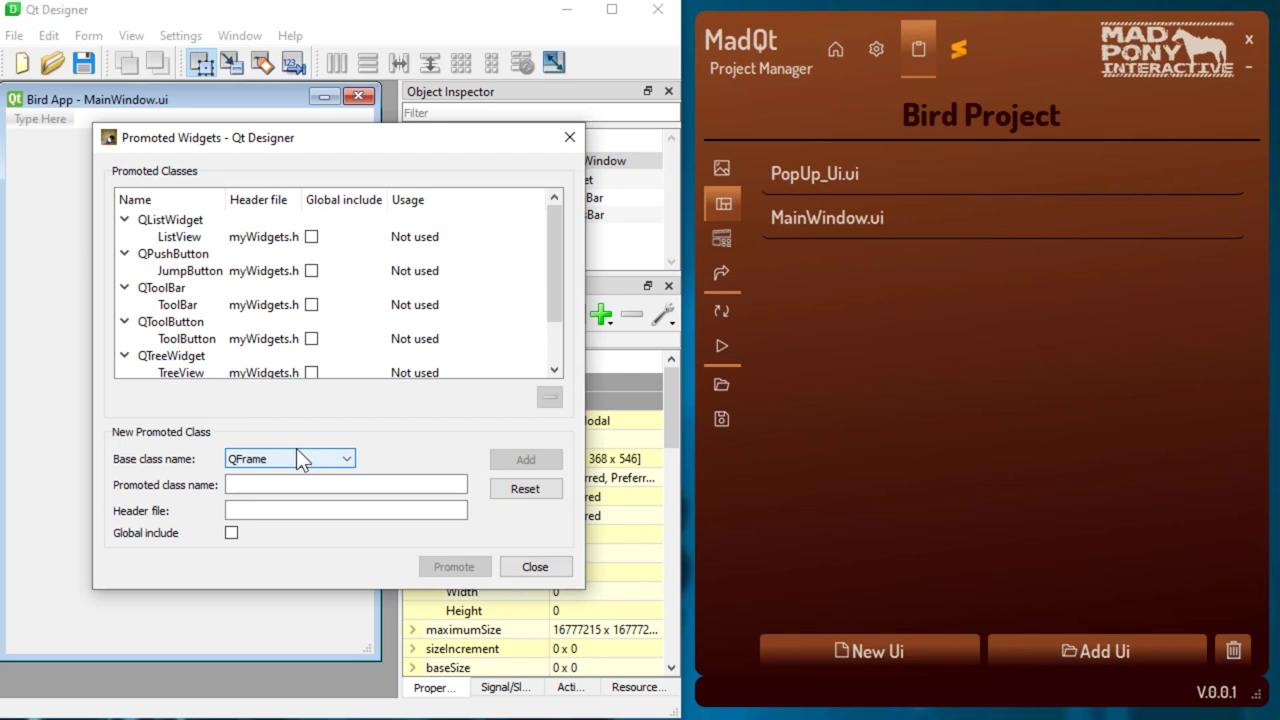 Qt Designer
File Edit Form View Settings Window Help
Bird App - MainWindow.ui
Type Here
Object Inspector
Filter
Promoted Widgets - Qt Designer
Promoted Classes
Name Header file Global include Usage
QListWidget
ListView myWidgets.h Not used
QPushButton
JumpButton myWidgets.h Not used
QToolBar
ToolBar myWidgets.h Not used
QToolButton
ToolButton myWidgets.h Not used
QTreeWidget
TreeView myWidgets.h Not used
New Promoted Class
Base class name: QFrame
Add
Promoted class name:
Reset
Header file:
Global include
Promote Close
Window
et
Bar
sBar
odal
368 x 546]
rred, Preferr...
red
red
Width 0
Height 0
maximumSize 16777215 x 167772...
sizeIncrement 0 x 0
baseSize 0 x 0
Proper... Signal/Sl... Acti... Resource...
MadQt
Project Manager
MAD
PONY
INTERACTIVE
x
-
Bird Project
PopUp_Ui.ui
MainWindow.ui
New Ui
Add Ui
V.0.0.1